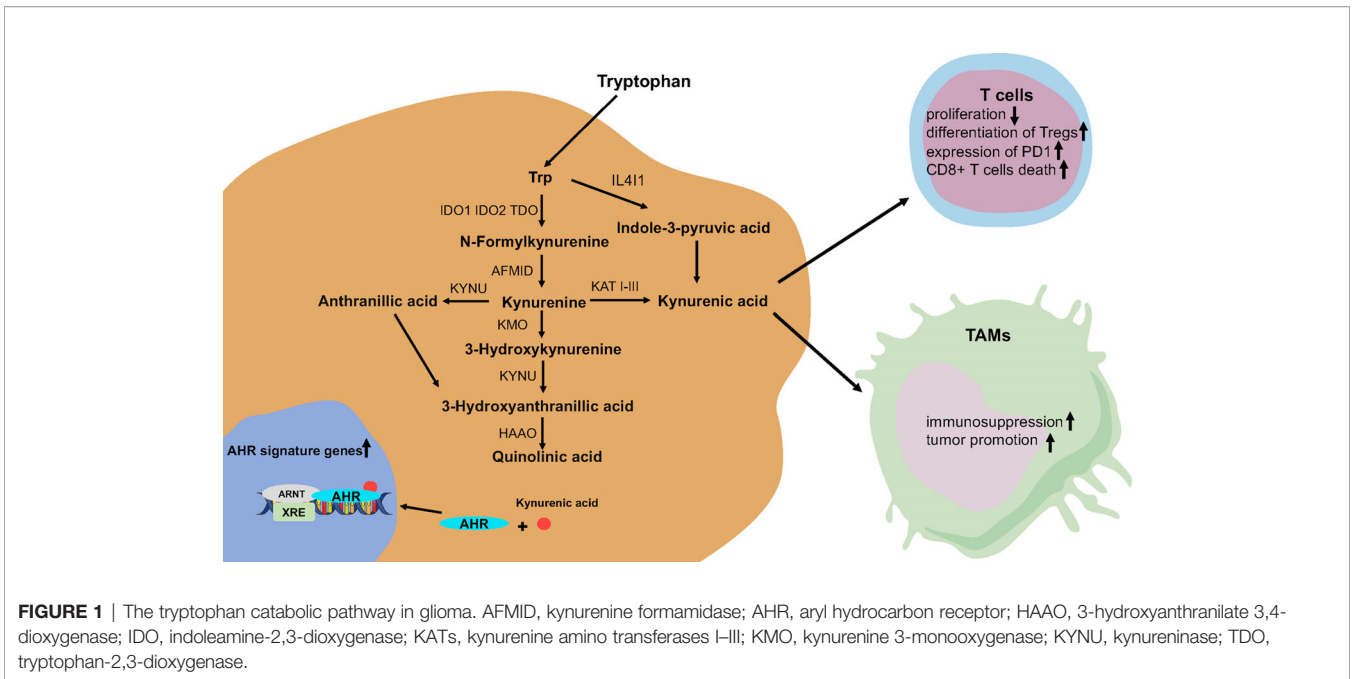 Tryptophan
Trp
IL4I1
IDO1 IDO2 TDO
Indole-3-pyruvic acid
N-Formylkynurenine
AFMID
KYNU
KAT I-III
Anthranillic acid
Kynurenine
Kynurenic acid
KMO
3-Hydroxykynurenine
KYNU
3-Hydroxyanthranillic acid
HAAO
Quinolinic acid
AHR signature genes
ARNT
AHR
XRE
Kynurenic acid
AHR
+
T cells
proliferation
differentiation of Tregs
expression of PD1
CD8+ T cells death
TAMs
immunosuppression
tumor promotion
FIGURE 1 | The tryptophan catabolic pathway in glioma. AFMID, kynurenine formamidase; AHR, aryl hydrocarbon receptor; HAAO, 3-hydroxyanthranilate 3,4-
dioxygenase; IDO, indoleamine-2,3-dioxygenase; KATs, kynurenine amino transferases I–III; KMO, kynurenine 3-monooxygenase; KYNU, kynureninase; TDO,
tryptophan-2,3-dioxygenase.